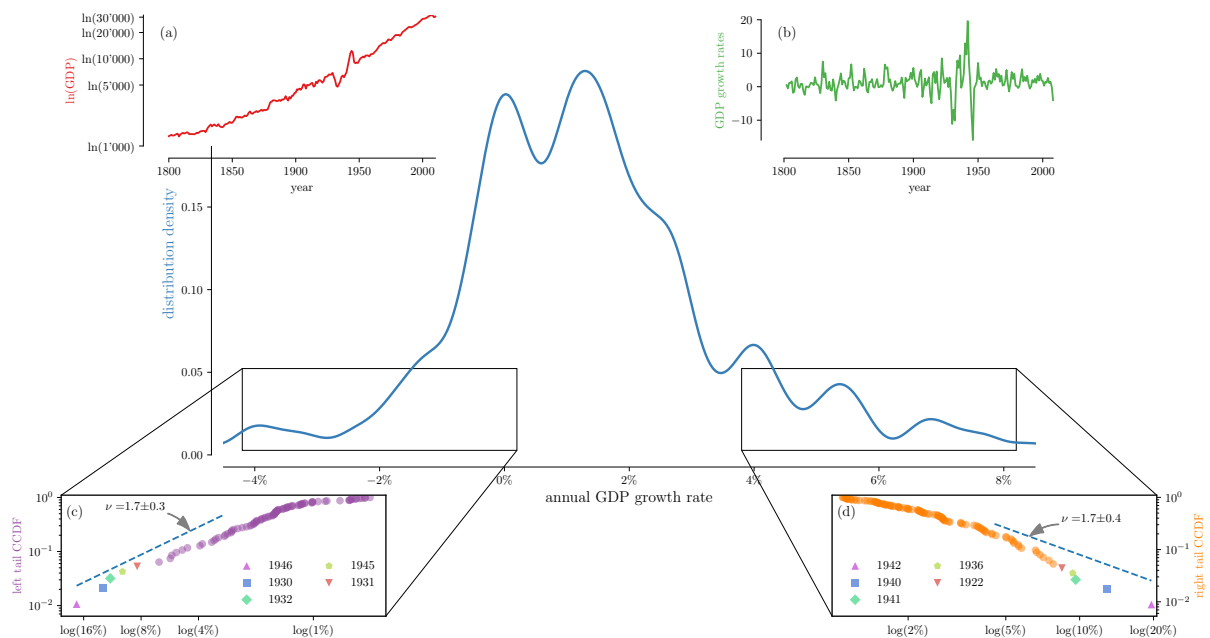 ln(30'000)
ln(20'000)
ln(10'000)
ln(5'000)
ln(1'000)
ln(GDP)
(a)
1800
1850
1900
1950
2000
year
20
10
0
−10
GDP growth rates
(b)
1800
1850
1900
1950
2000
year
0.15
0.10
0.05
0.00
distribution density
−4%
−2%
0%
2%
4%
6%
8%
annual GDP growth rate
10⁰
10⁻¹
10⁻²
left tail CCDF
(c)
ν =1.7±0.3
1946
1930
1932
1945
1931
log(16%)
log(8%)
log(4%)
log(1%)
(d)
ν =1.7±0.4
1942
1940
1941
1936
1922
10⁰
10⁻¹
10⁻²
right tail CCDF
log(2%)
log(5%)
log(10%)
log(20%)